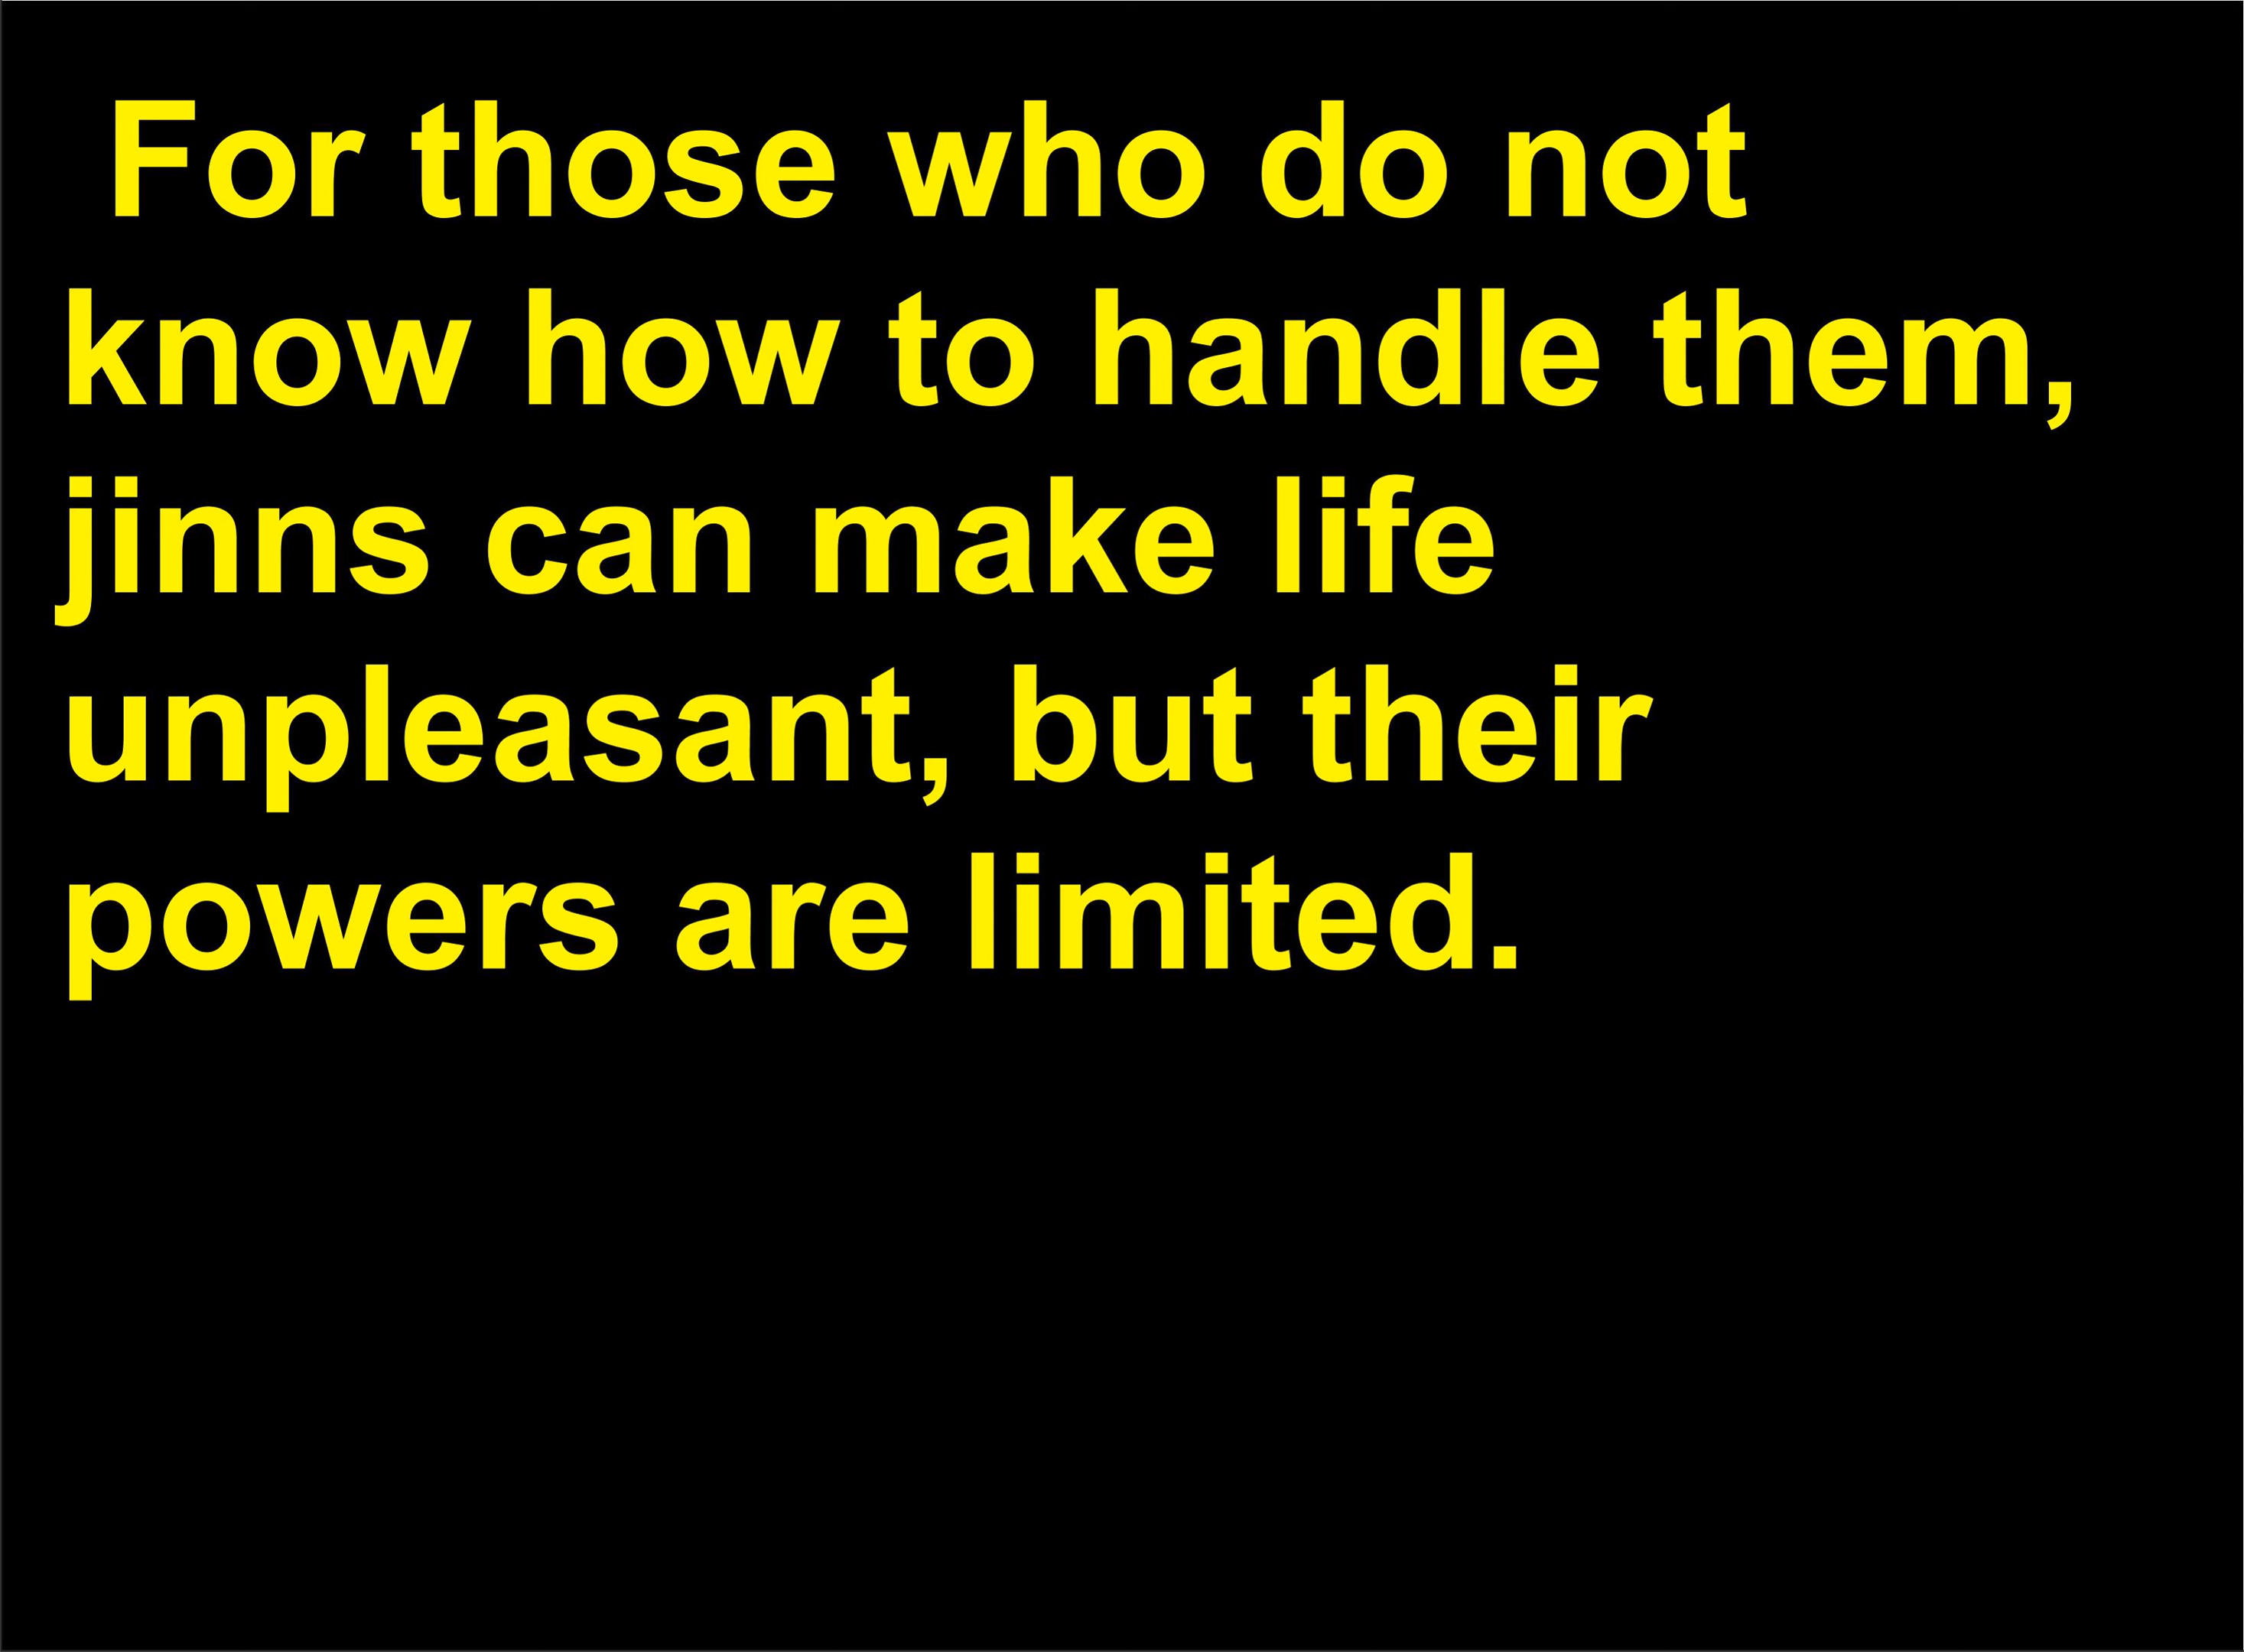 For those who do not
know how to handle them,
jinns can make life
unpleasant, but their
powers are limited.